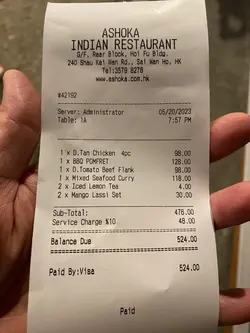 ASHOKA
INDIAN RESTAURANT
G/F, Rear Block, Hoi Fu Bldg.
240 Shau Kai Wan Rd., Sai Wan Ho, HK
Tel:3579 8278
www.ashoka.com.hk
#42192
Server: Administrator 05/20/2023
Table: 1A 7:57 PM
1 x D.Tan Chicken 4pc 98.00
1 x BBQ POMFRET 128.00
1 x D.Tomato Beef Flank 98.00
1 x Mixed Seafood Curry 118.00
2 x Iced Lemon Tea 4.00
2 x Mango Lassi Set 30.00
Sub-Total: 476.00
Service Charge %10 48.00
Balance Due 524.00
Paid By:Visa 524.00
Paid